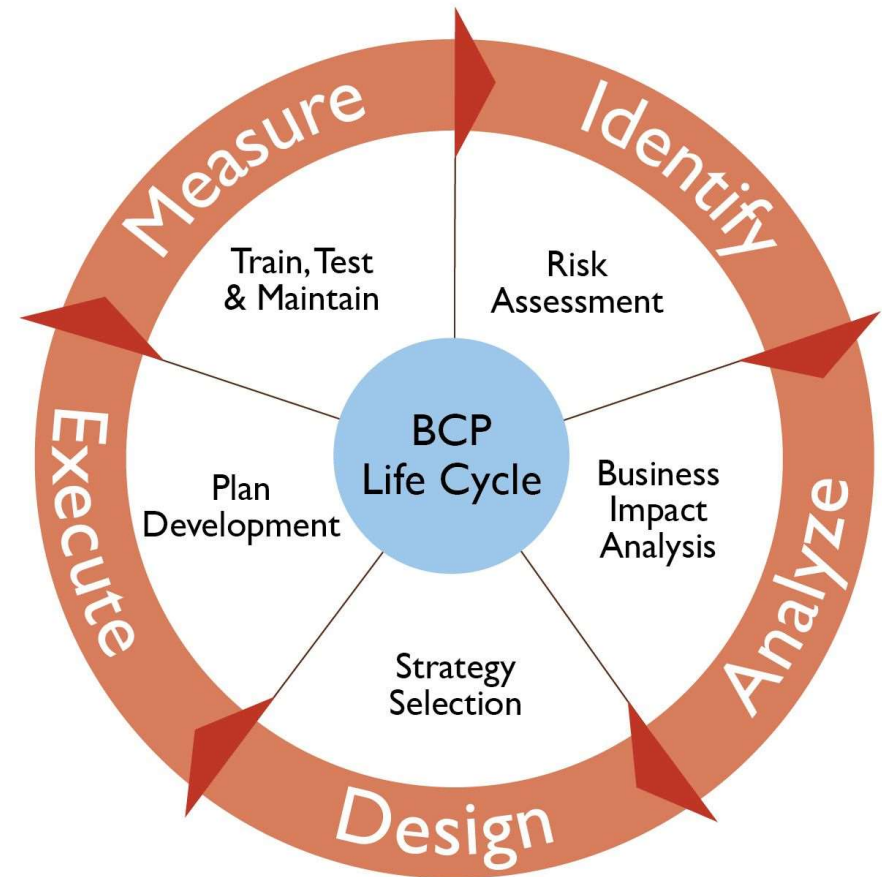 Measure
Identify
Train, Test
& Maintain
Risk
Assessment
BCP
Life Cycle
Execute
Plan
Development
Business
Impact
Analysis
Analyze
Strategy
Selection
Design